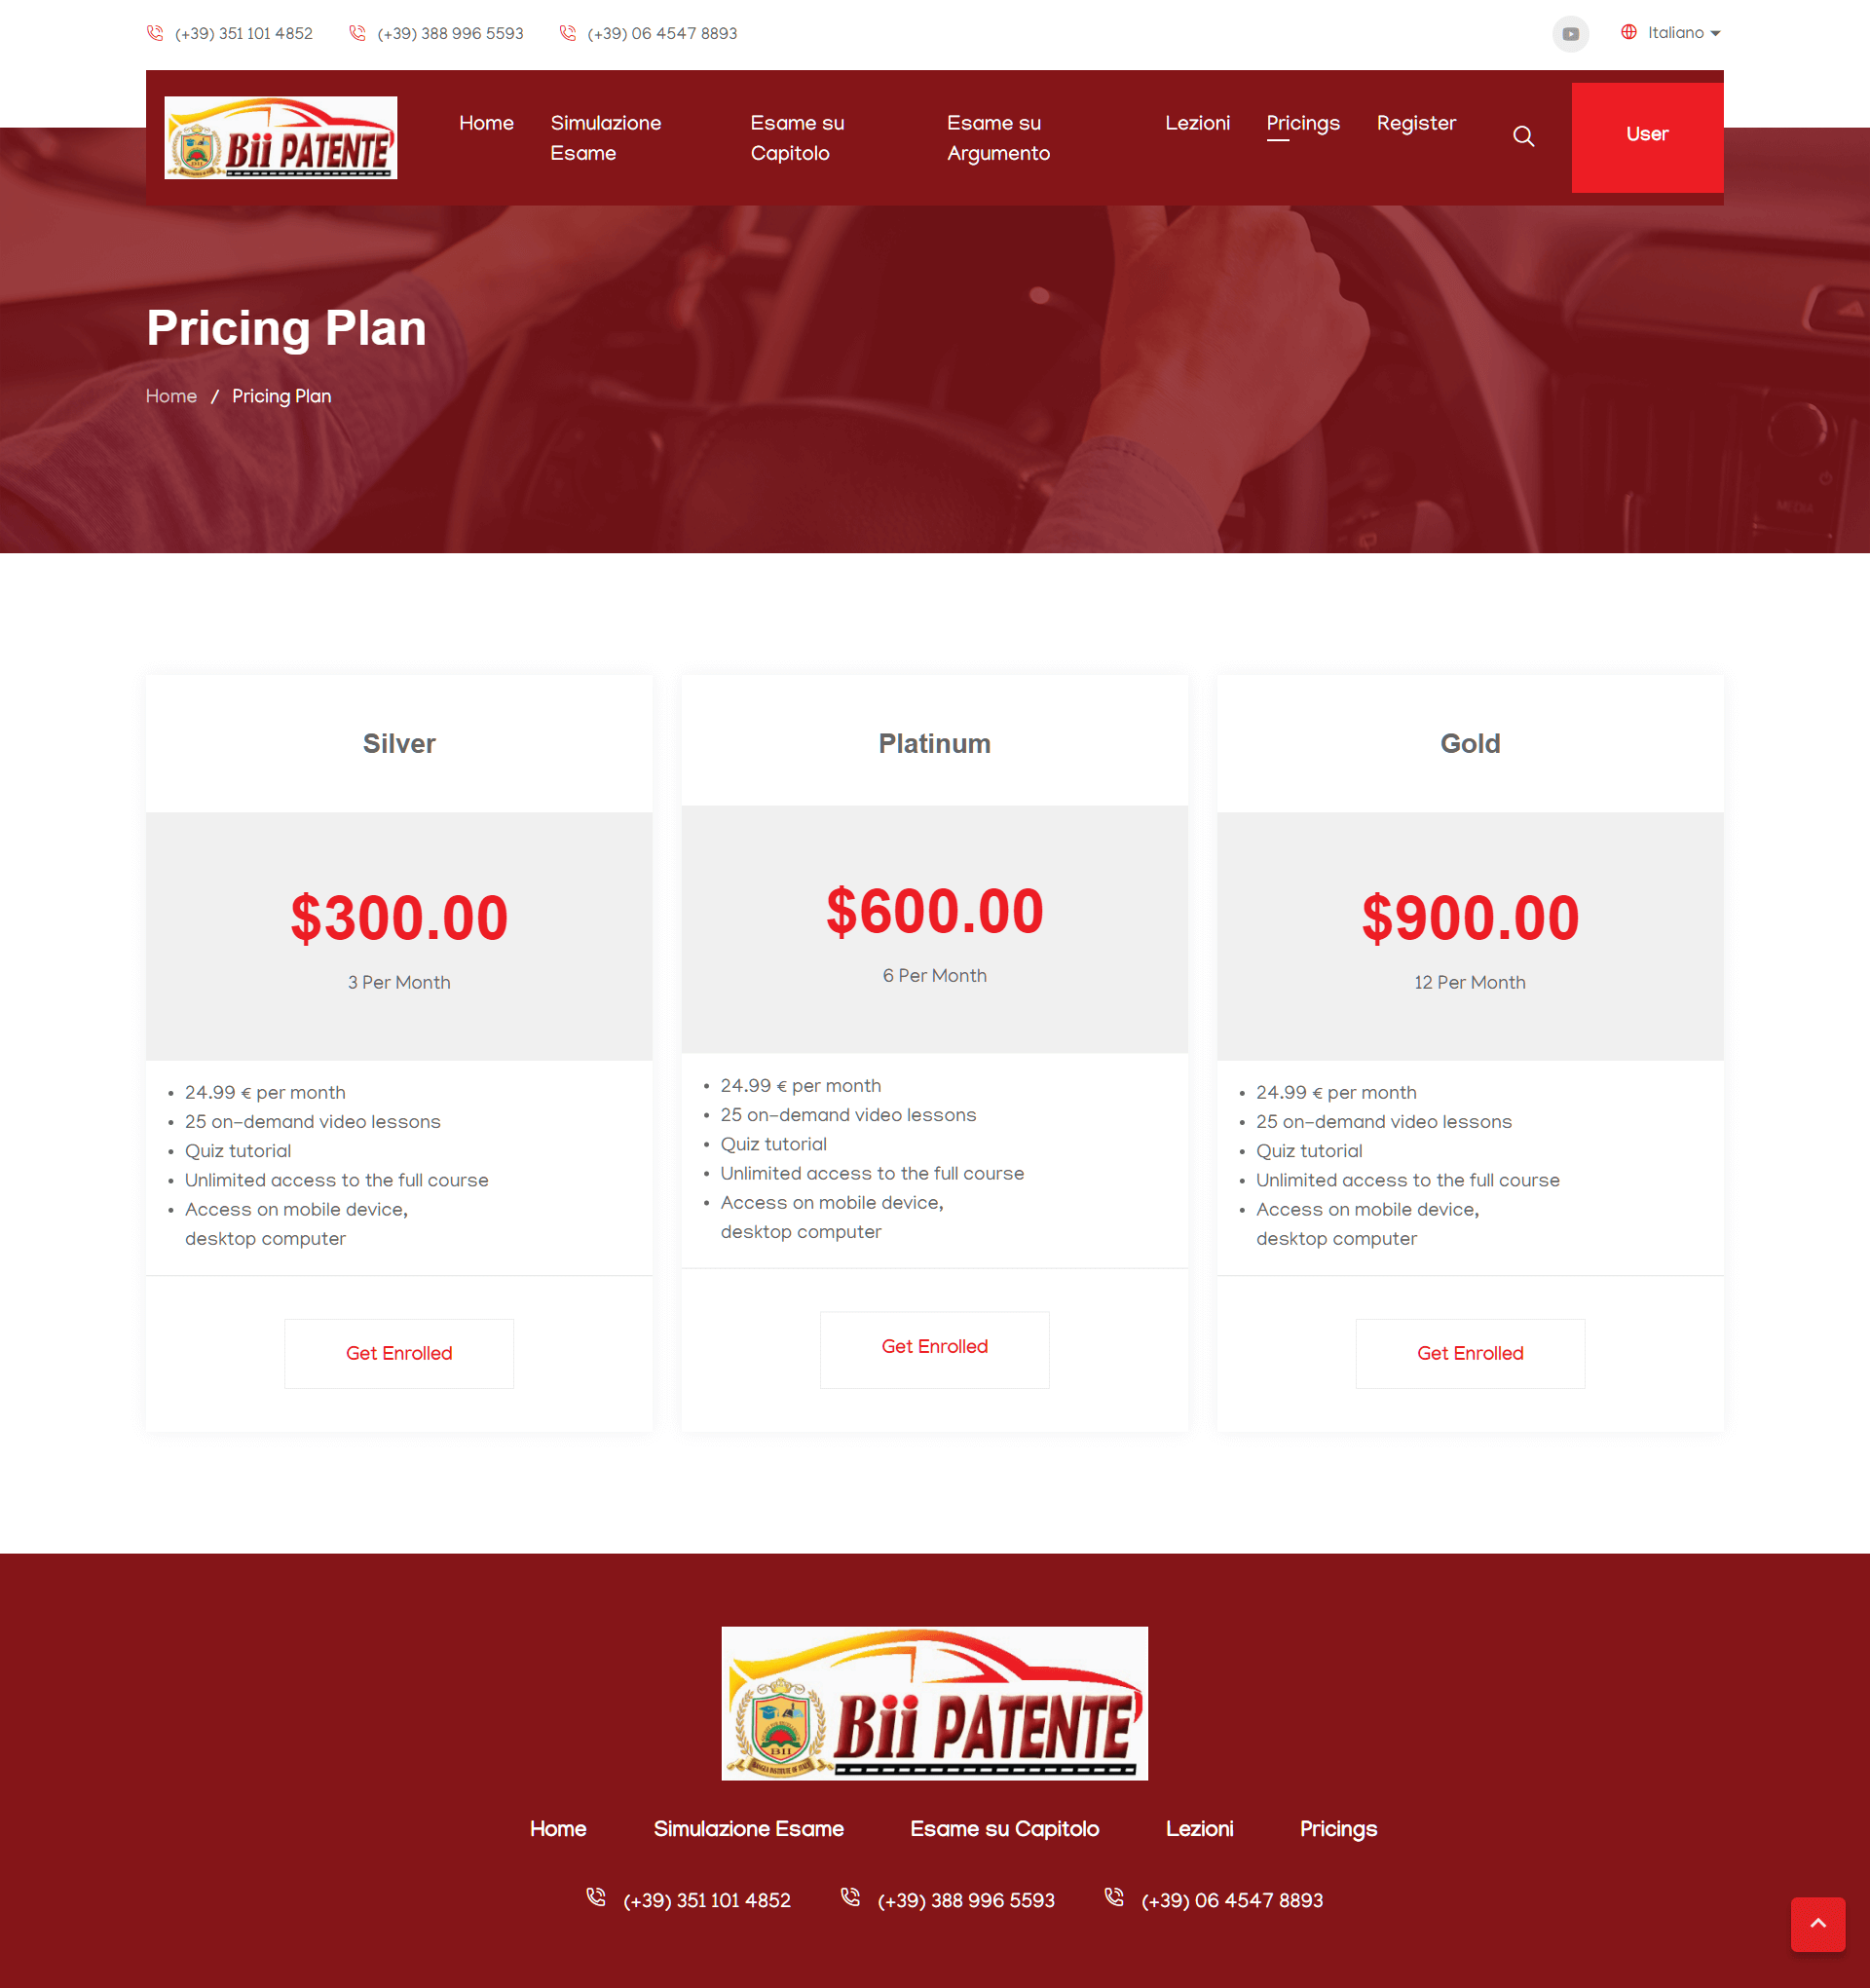 (+39) 351 101 4852 (+39) 388 996 5593 (+39) 06 4547 8893 Italiano
Bii PATENTE
Home Simulazione Esame Esame su Capitolo Esame su Argomento Lezioni Pricings Register User
Pricing Plan
Home / Pricing Plan
MEDIA
Silver
$300.00
3 Per Month
• 24.99 € per month
• 25 on-demand video lessons
• Quiz tutorial
• Unlimited access to the full course
• Access on mobile device,
desktop computer
Get Enrolled
Platinum
$600.00
6 Per Month
• 24.99 € per month
• 25 on-demand video lessons
• Quiz tutorial
• Unlimited access to the full course
• Access on mobile device,
desktop computer
Get Enrolled
Gold
$900.00
12 Per Month
• 24.99 € per month
• 25 on-demand video lessons
• Quiz tutorial
• Unlimited access to the full course
• Access on mobile device,
desktop computer
Get Enrolled
Bii PATENTE
BII
Home Simulazione Esame Esame su Capitolo Lezioni Pricings
(+39) 351 101 4852 (+39) 388 996 5593 (+39) 06 4547 8893